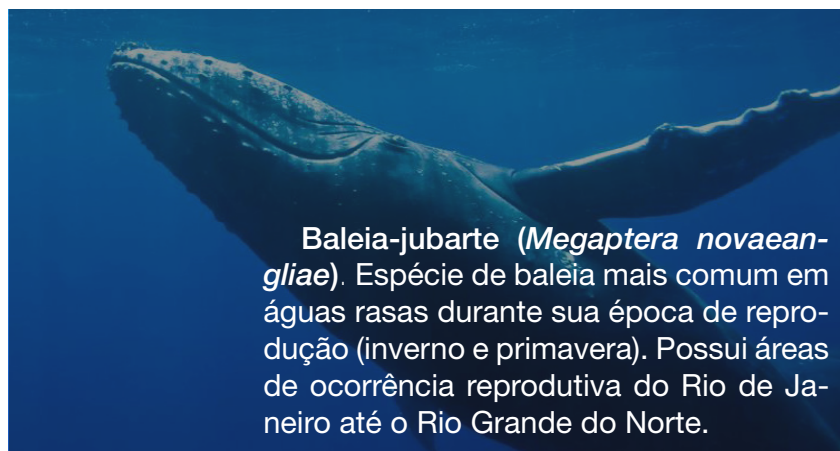 Baleia-jubarte (Megaptera novaean-
gliae). Espécie de baleia mais comum em
águas rasas durante sua época de repro-
dução (inverno e primavera). Possui áreas
de ocorrência reprodutiva do Rio de Ja-
neiro até o Rio Grande do Norte.